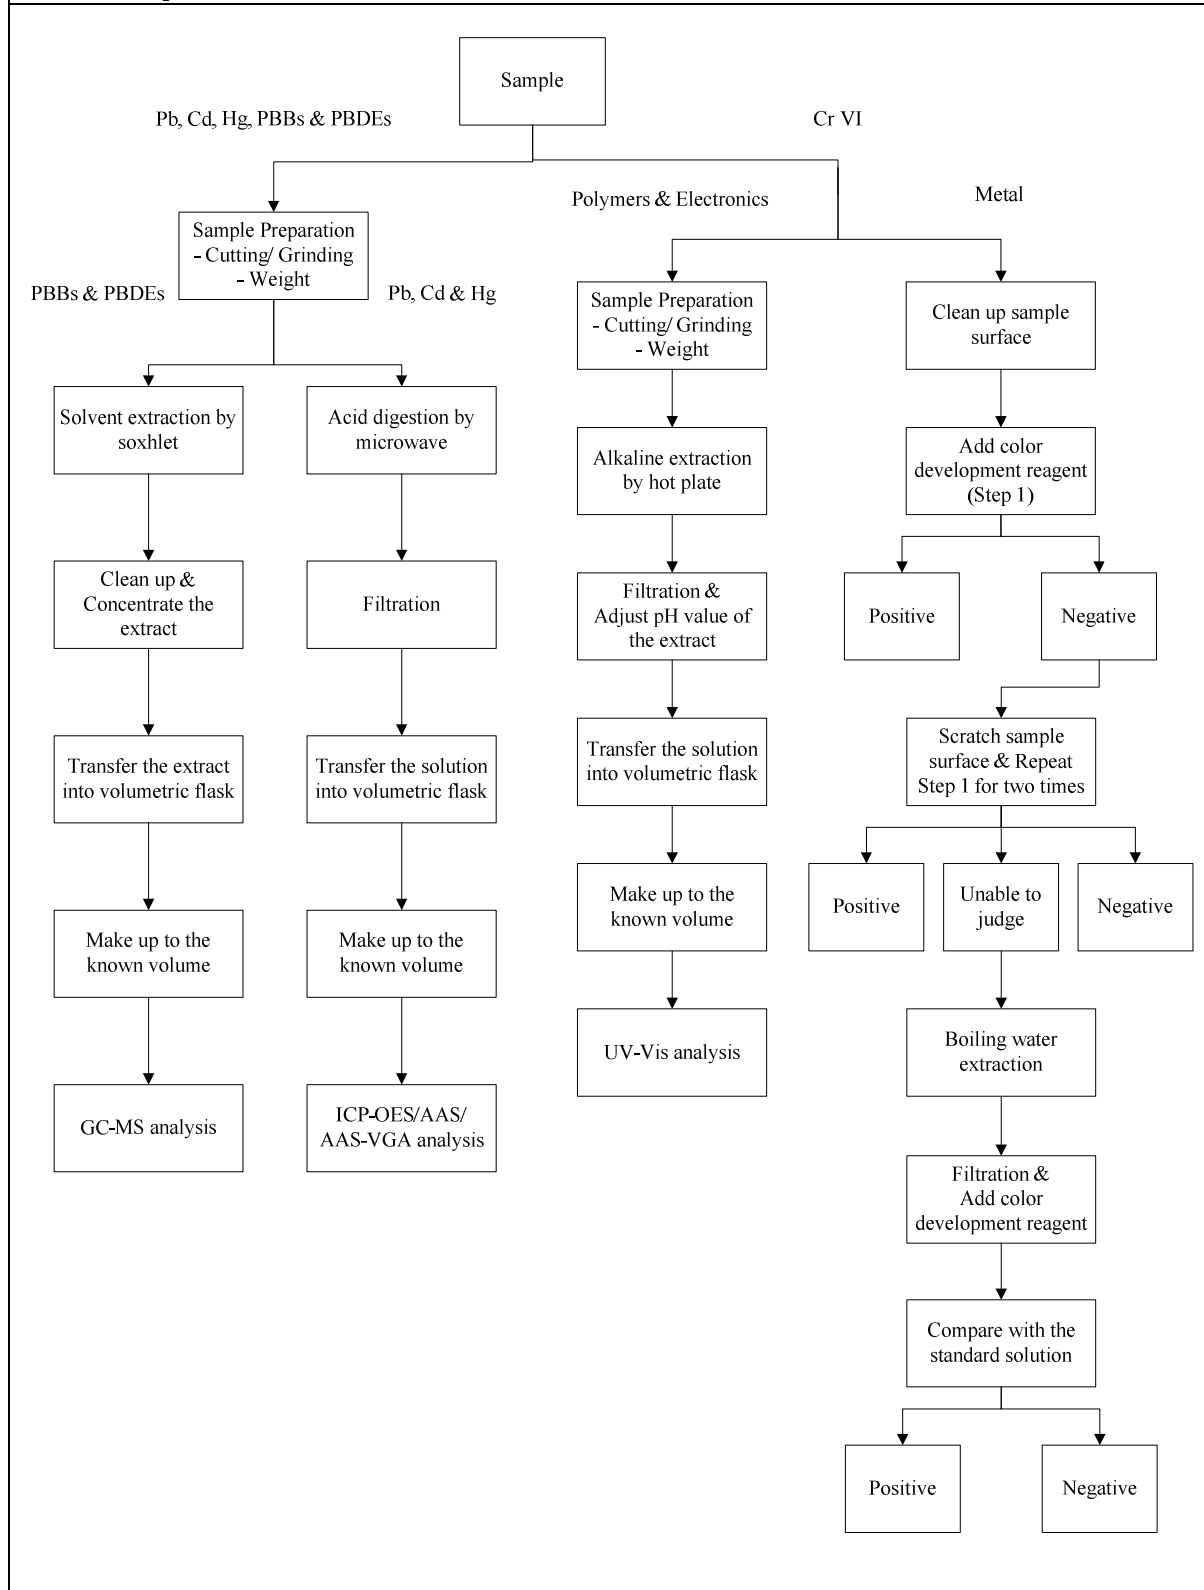 Sample
Pb, Cd, Hg, PBBs & PBDEs
Cr VI
Polymers & Electronics
Metal
Sample Preparation
- Cutting/ Grinding
- Weight
PBBs & PBDEs
Pb, Cd & Hg
Sample Preparation
- Cutting/ Grinding
- Weight
Clean up sample
surface
Solvent extraction by
soxhlet
Acid digestion by
microwave
Alkaline extraction
by hot plate
Add color
development reagent
(Step 1)
Clean up &
Concentrate the
extract
Filtration
Filtration &
Adjust pH value of
the extract
Positive
Negative
Transfer the extract
into volumetric flask
Transfer the solution
into volumetric flask
Transfer the solution
into volumetric flask
Scratch sample
surface & Repeat
Step 1 for two times
Make up to the
known volume
Make up to the
known volume
Make up to the
known volume
Positive
Unable to
judge
Negative
GC-MS analysis
ICP-OES/AAS/
AAS-VGA analysis
UV-Vis analysis
Boiling water
extraction
Filtration &
Add color
development reagent
Compare with the
standard solution
Positive
Negative